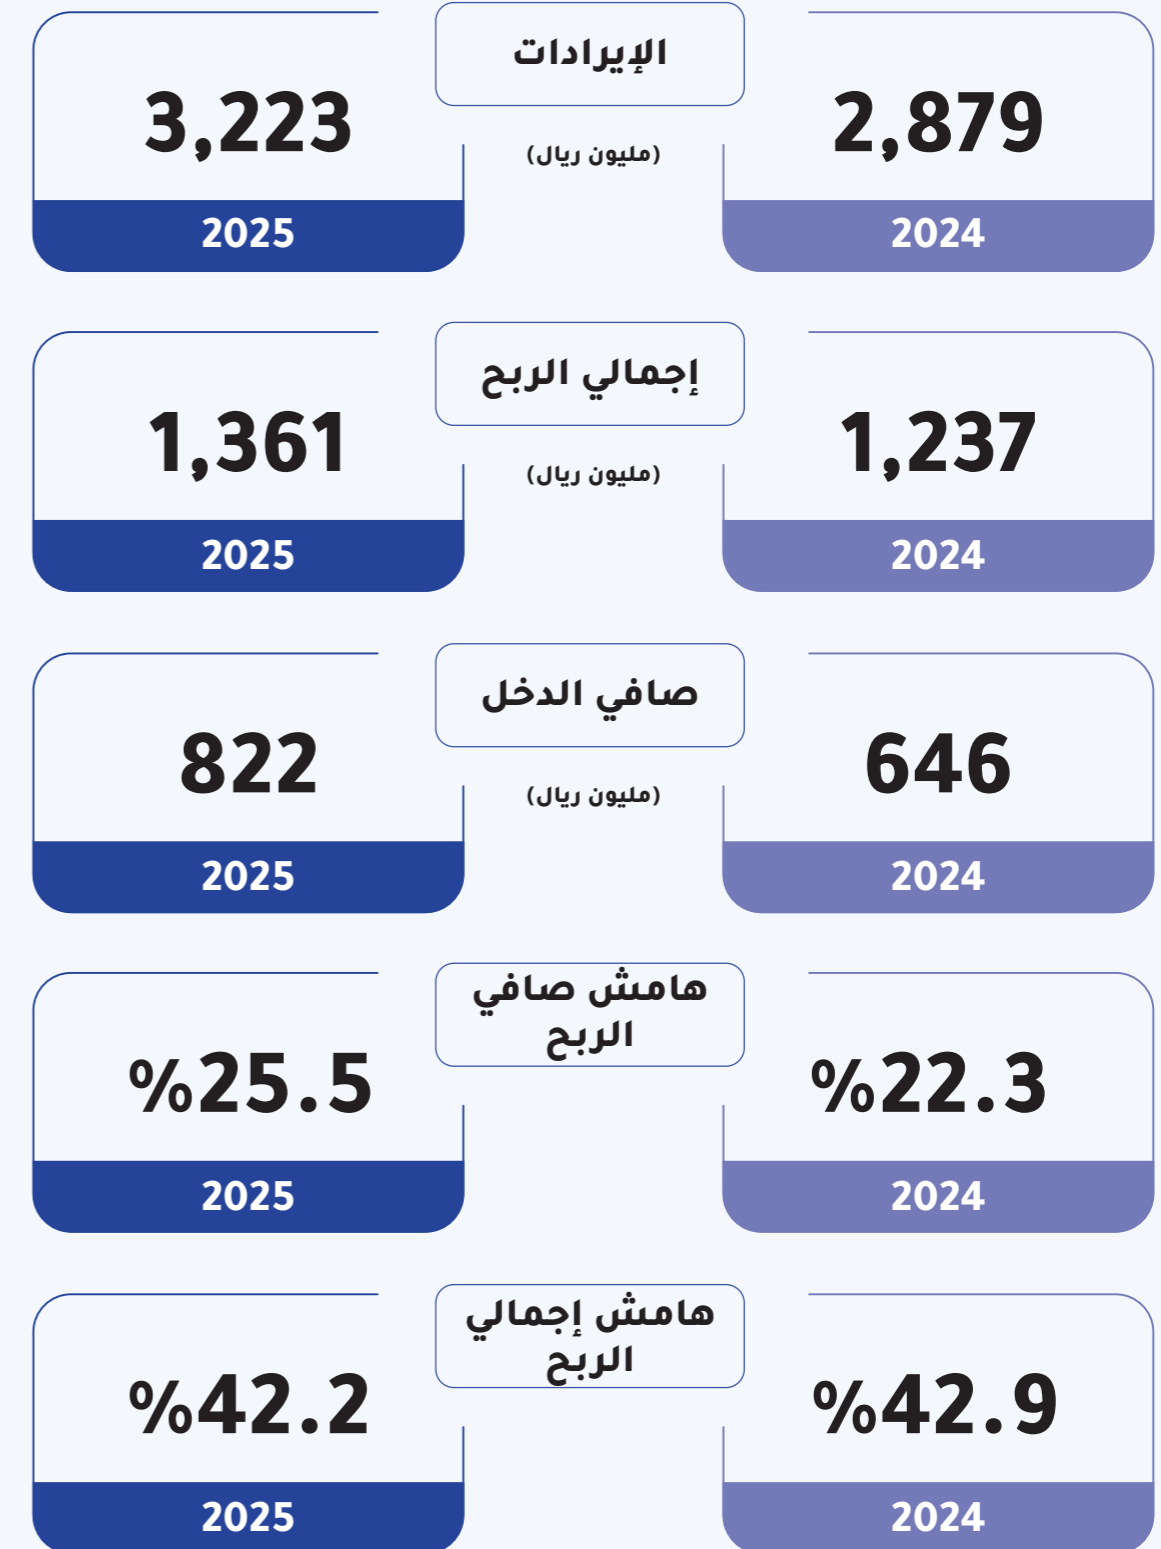 الإيرادات
2,879
3,223
(مليون ريال)
2024
2025
إجمالي الربح
1,237
1,361
(مليون ريال)
2024
2025
صافي الدخل
646
822
(مليون ريال)
2024
2025
هامش صافي
الربح
%22.3
%25.5
2024
2025
هامش إجمالي
الربح
%42.9
%42.2
2024
2025